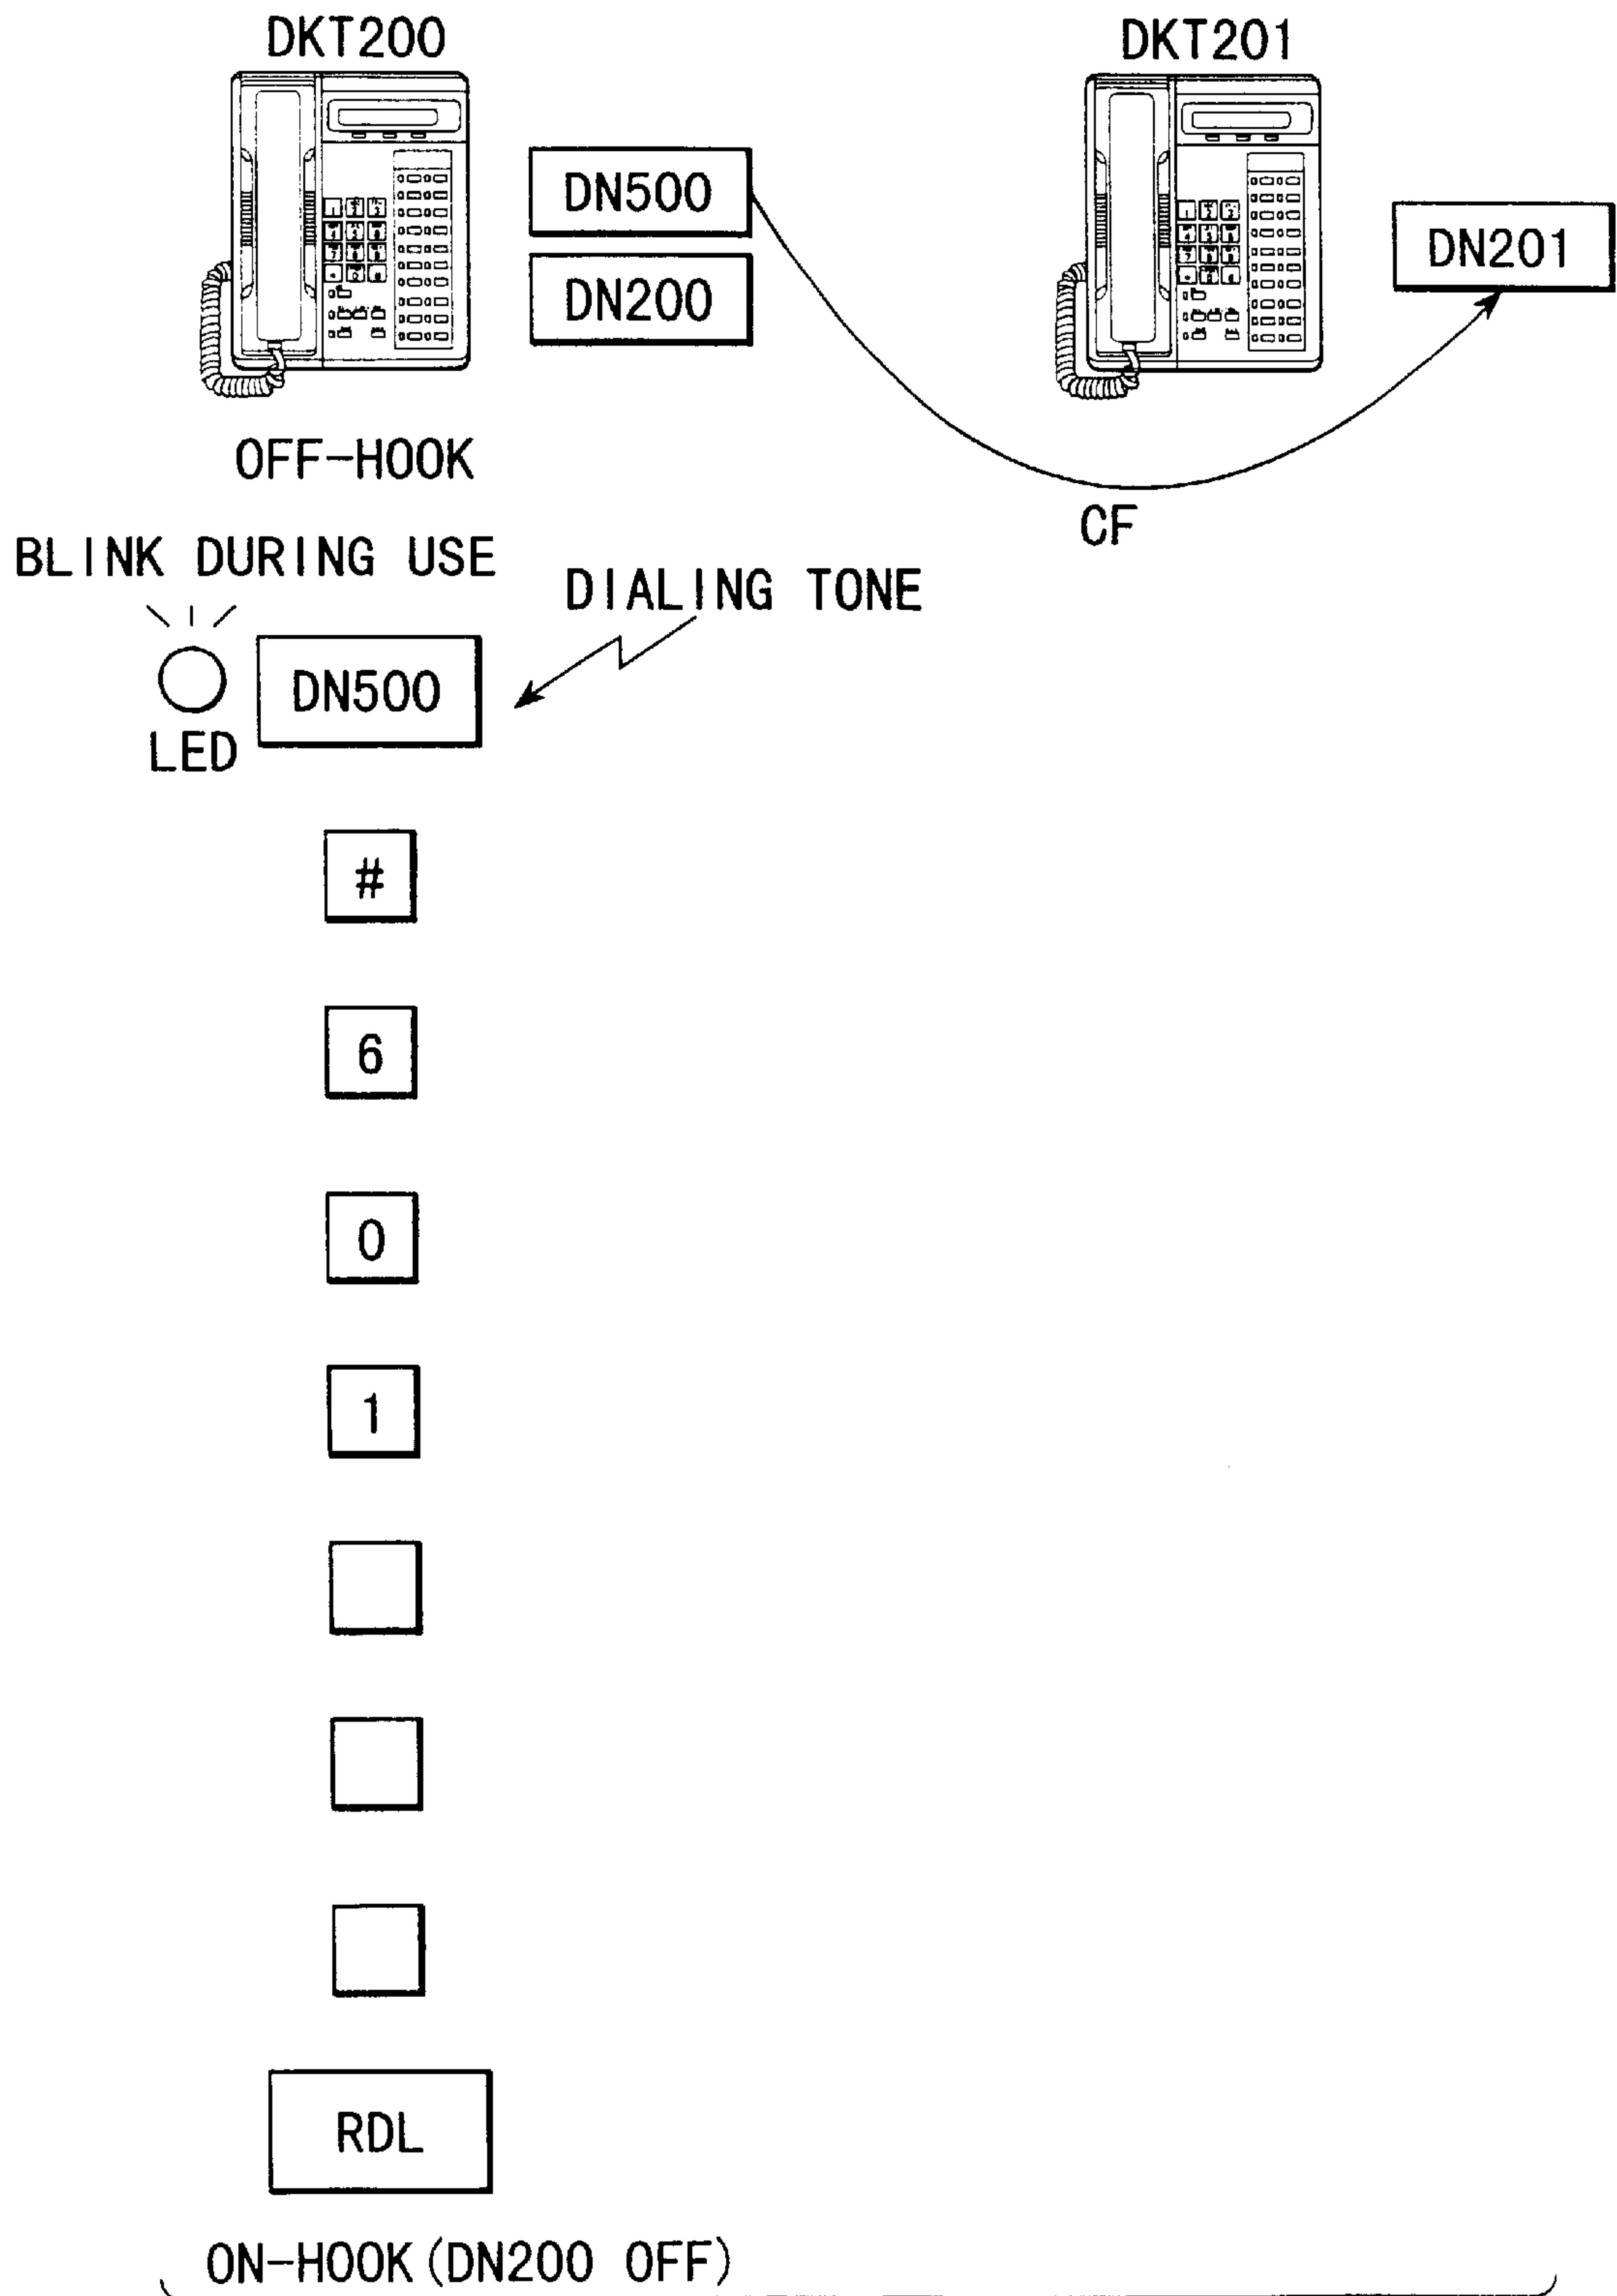 DKT200
DKT201
DN500
DN200
DN201
OFF-HOOK
CF
BLINK DURING USE
DIALING TONE
DN500
LED
#
6
0
1
RDL
ON-HOOK (DN200 OFF)